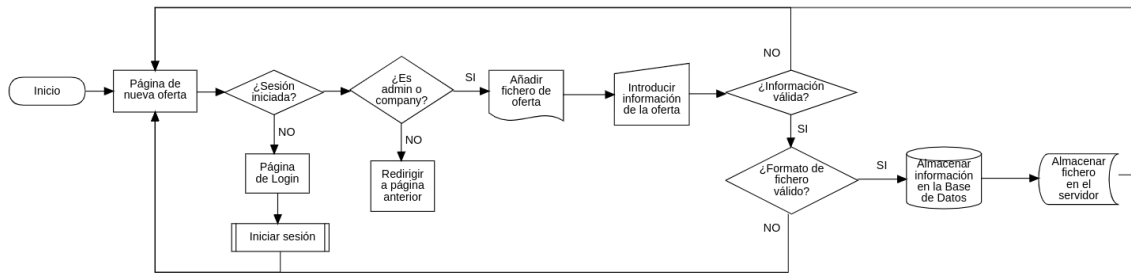 Inicio
Página de
nueva oferta
¿Sesión
iniciada?
NO
Página
de Login
Iniciar sesión
¿Es
admin o
company?
SI
NO
Redirigir
a página
anterior
Añadir
fichero de
oferta
Introducir
información
de la oferta
NO
¿Información
válida?
SI
¿Formato de
fichero
válido?
SI
NO
Almacenar
información
en la Base
de Datos
Almacenar
fichero
en el
servidor